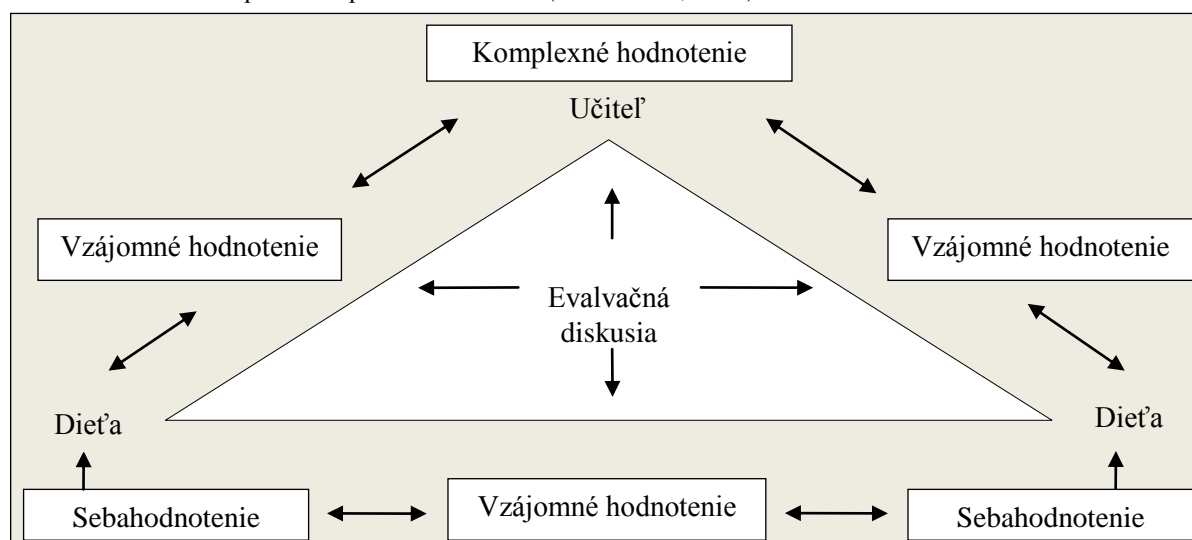 Komplexné hodnotenie
Učiteľ
Vzájomné hodnotenie
Vzájomné hodnotenie
Evalvačná
diskusia
Dieťa
Dieťa
Sebahodnotenie
Vzájomné hodnotenie
Sebahodnotenie